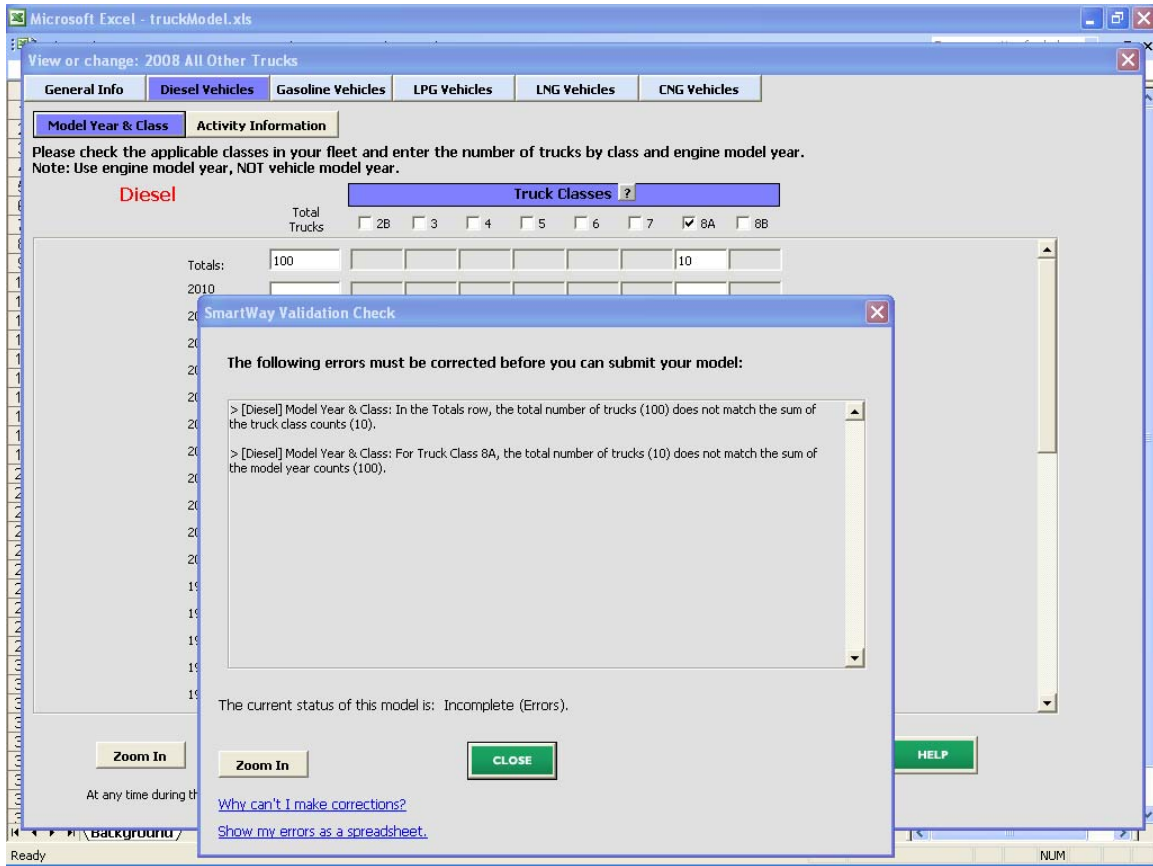 Microsoft Excel - truckModel.xls
View or change: 2008 All Other Trucks
General Info Diesel Vehicles Gasoline Vehicles LPG Vehicles LNG Vehicles CNG Vehicles
Model Year & Class Activity Information
Please check the applicable classes in your fleet and enter the number of trucks by class and engine model year.
Note: Use engine model year, NOT vehicle model year.
Diesel
Truck Classes ?
Total
Trucks
2B 3 4 5 6 7 8A 8B
Totals: 100 10
2010
SmartWay Validation Check
The following errors must be corrected before you can submit your model:
> [Diesel] Model Year & Class: In the Totals row, the total number of trucks (100) does not match the sum of
the truck class counts (10).
> [Diesel] Model Year & Class: For Truck Class 8A, the total number of trucks (10) does not match the sum of
the model year counts (100).
The current status of this model is: Incomplete (Errors).
Zoom In
Zoom In
CLOSE
HELP
At any time during
Why can't I make corrections?
Show my errors as a spreadsheet.
Background
Ready
NUM